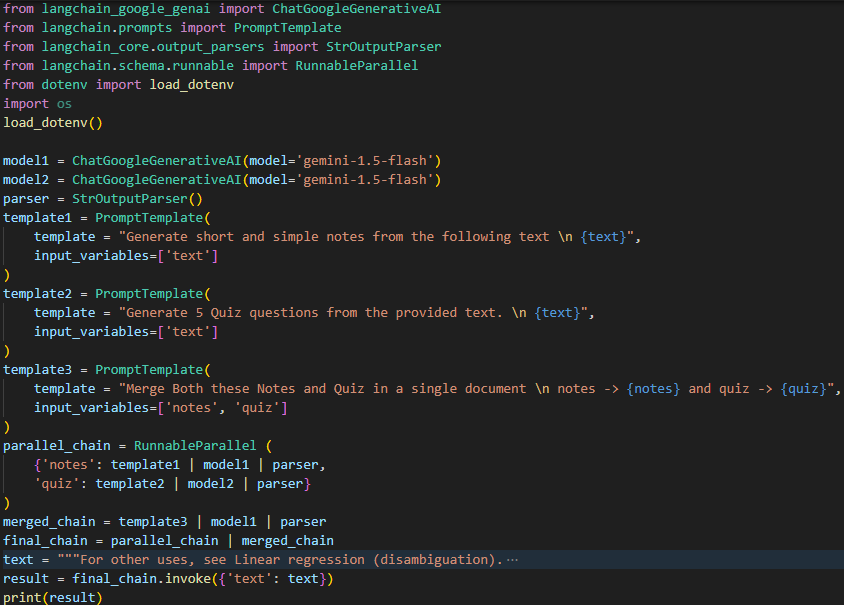 from langchain_google_genai import ChatGoogleGenerativeAI
from langchain.prompts import PromptTemplate
from langchain_core.output_parsers import StrOutputParser
from langchain.schema.runnable import RunnableParallel
from dotenv import load_dotenv
import os
load_dotenv()

model1 = ChatGoogleGenerativeAI(model='gemini-1.5-flash')
model2 = ChatGoogleGenerativeAI(model='gemini-1.5-flash')
parser = StrOutputParser()
template1 = PromptTemplate(
    template = "Generate short and simple notes from the following text \n {text}",
    input_variables=['text']
)
template2 = PromptTemplate(
    template = "Generate 5 Quiz questions from the provided text. \n {text}",
    input_variables=['text']
)
template3 = PromptTemplate(
    template = "Merge Both these Notes and Quiz in a single document \n notes -> {notes} and quiz -> {quiz}",
    input_variables=['notes', 'quiz']
)
parallel_chain = RunnableParallel (
    {'notes': template1 | model1 | parser,
    'quiz': template2 | model2 | parser}
)
merged_chain = template3 | model1 | parser
final_chain = parallel_chain | merged_chain
text = """For other uses, see Linear regression (disambiguation). ···
result = final_chain.invoke({'text': text})
print(result)